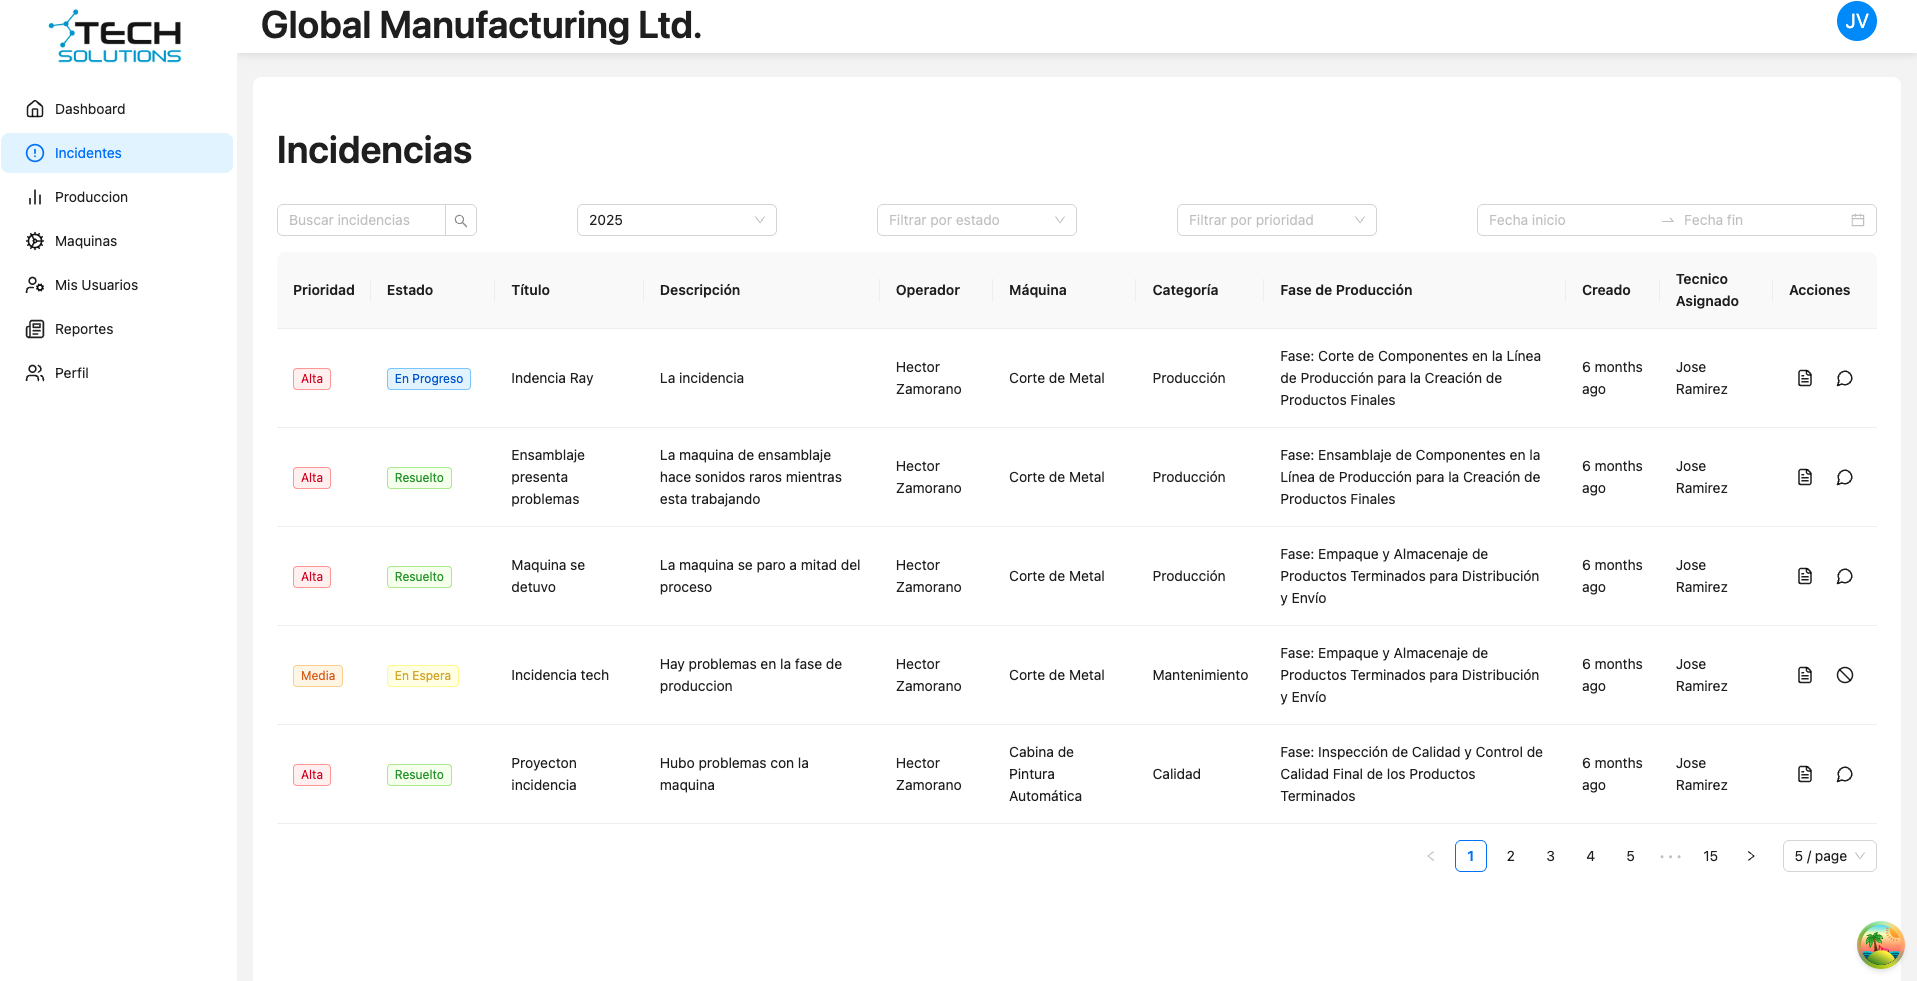 TECH
SOLUTIONS
Global Manufacturing Ltd.
JV
Dashboard
Incidentes
Produccion
Maquinas
Mis Usuarios
Reportes
Perfil
Incidencias
Buscar incidencias
2025
Filtrar por estado
Filtrar por prioridad
Fecha inicio
Fecha fin
Prioridad
Estado
Título
Descripción
Operador
Máquina
Categoría
Fase de Producción
Creado
Tecnico
Asignado
Acciones
Alta
En Progreso
Indencia Ray
La incidencia
Hector
Zamorano
Corte de Metal
Producción
Fase: Corte de Componentes en la Línea
de Producción para la Creación de
Productos Finales
6 months
ago
Jose
Ramirez
Alta
Resuelto
Ensamblaje
presenta
problemas
La maquina de ensamblaje
hace sonidos raros mientras
esta trabajando
Hector
Zamorano
Corte de Metal
Producción
Fase: Ensamblaje de Componentes en la
Línea de Producción para la Creación de
Productos Finales
6 months
ago
Jose
Ramirez
Alta
Resuelto
Maquina se
detuvo
La maquina se paro a mitad del
proceso
Hector
Zamorano
Corte de Metal
Producción
Fase: Empaque y Almacenaje de
Productos Terminados para Distribución
y Envío
6 months
ago
Jose
Ramirez
Media
En Espera
Incidencia tech
Hay problemas en la fase de
produccion
Hector
Zamorano
Corte de Metal
Mantenimiento
Fase: Empaque y Almacenaje de
Productos Terminados para Distribución
y Envío
6 months
ago
Jose
Ramirez
Alta
Resuelto
Proyecton
incidencia
Hubo problemas con la
maquina
Hector
Zamorano
Cabina de
Pintura
Automática
Calidad
Fase: Inspección de Calidad y Control de
Calidad Final de los Productos
Terminados
6 months
ago
Jose
Ramirez
1 2 3 4 5 ••• 15
5 / page